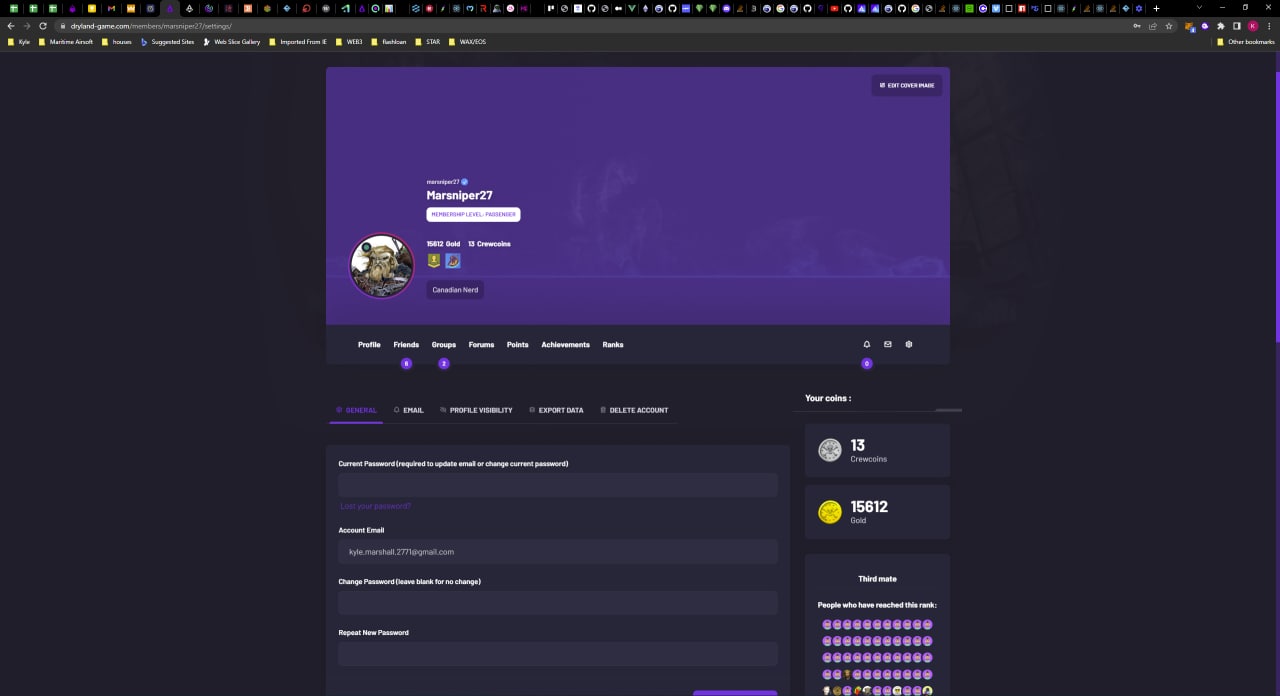 dryland-game.com/members/marsniper27/settings/
Kyle Maritime Airsoft houses Suggested Sites Web Slice Gallery Imported From IE WEB3 flashloan STAR WAX/EOS Other bookmarks
EDIT COVER IMAGE
marsniper27
Marsniper27
MEMBERSHIP LEVEL: PASSENGER
15612 Gold 13 Crewcoins
Canadian Nerd
Profile Friends Groups Forums Points Achievements Ranks
6 2 0
GENERAL EMAIL PROFILE VISIBILITY EXPORT DATA DELETE ACCOUNT
Current Password (required to update email or change current password)
Lost your password?
Account Email
kyle.marshall.2771@gmail.com
Change Password (leave blank for no change)
Repeat New Password
Your coins :
13
Crewcoins
15612
Gold
Third mate
People who have reached this rank: